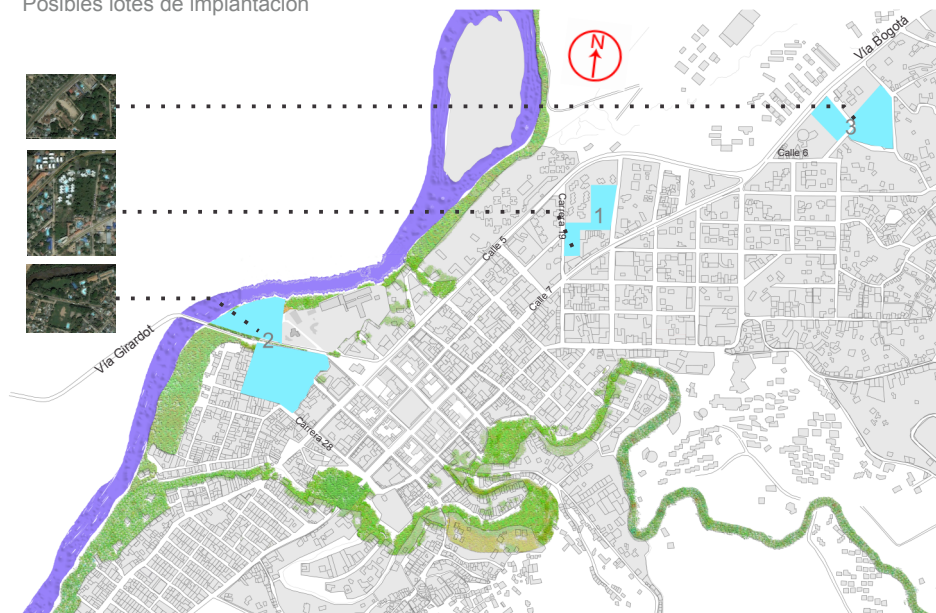 Posibles lotes de implantación
N
Vía Bogotá
3
Calle 6
Carrera 19
1
Calle 5
Calle 7
2
Vía Girardot
Carrera 28